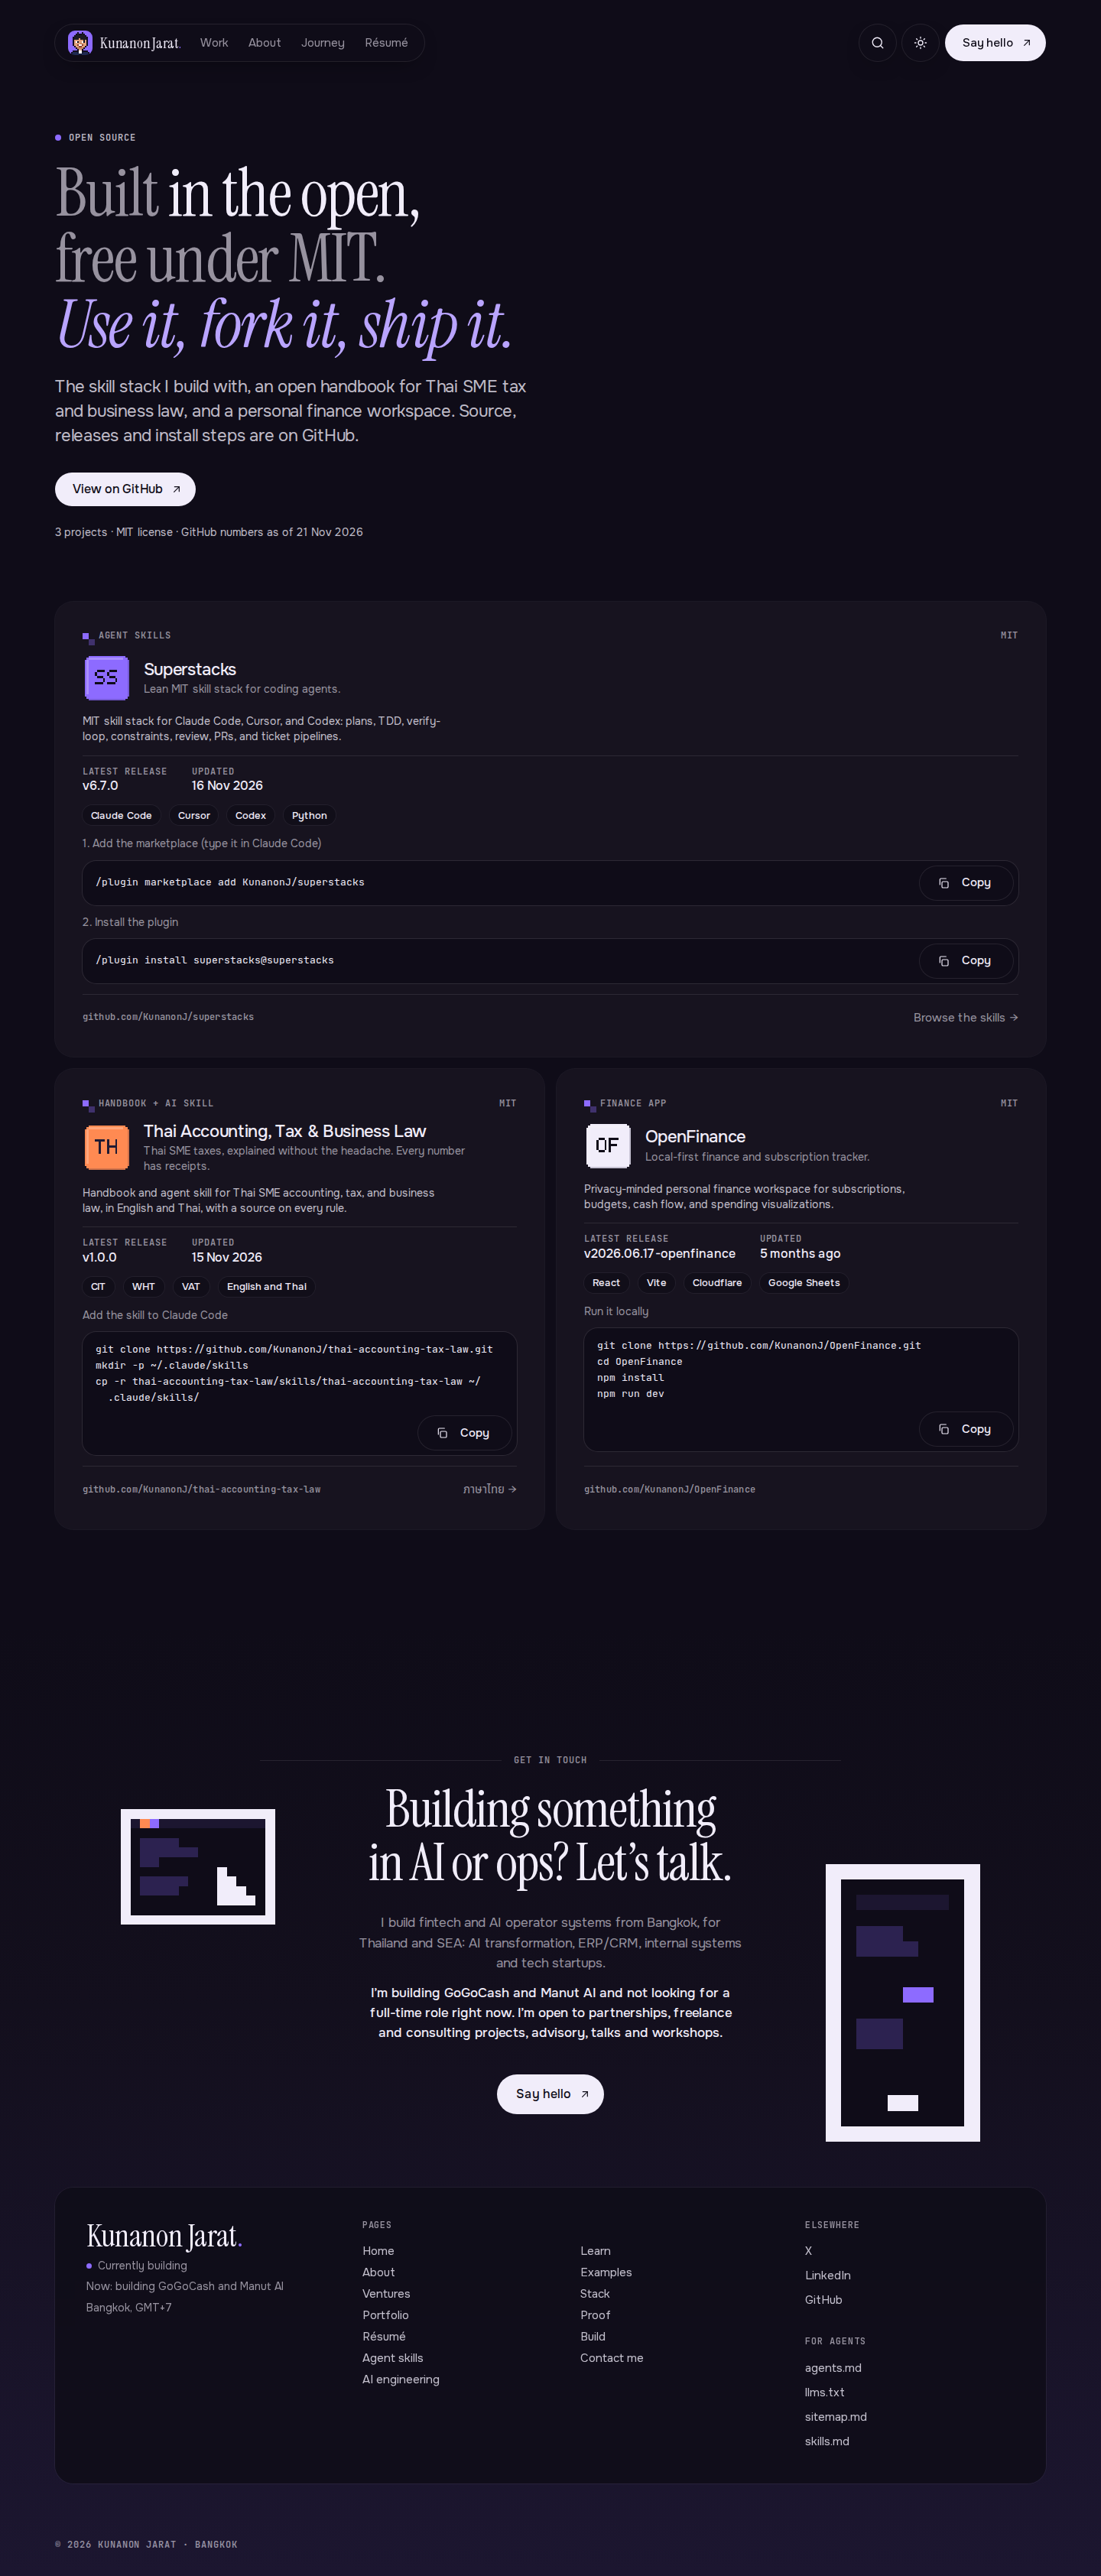 Kunanon Jarat.
Work
About
Journey
Résumé
Say hello
OPEN SOURCE
Built in the open,
free under MIT.
Use it, fork it, ship it.
The skill stack I build with, an open handbook for Thai SME tax
and business law, and a personal finance workspace. Source,
releases and install steps are on GitHub.
View on GitHub
3 projects · MIT license · GitHub numbers as of 21 Nov 2026
AGENT SKILLS
MIT
SS
Superstacks
Lean MIT skill stack for coding agents.
MIT skill stack for Claude Code, Cursor, and Codex: plans, TDD, verify-
loop, constraints, review, PRs, and ticket pipelines.
LATEST RELEASE
v6.7.0
UPDATED
16 Nov 2026
Claude Code
Cursor
Codex
Python
1. Add the marketplace (type it in Claude Code)
/plugin marketplace add KunanonJ/superstacks
Copy
2. Install the plugin
/plugin install superstacks@superstacks
Copy
github.com/KunanonJ/superstacks
Browse the skills →
HANDBOOK + AI SKILL
MIT
TH
Thai Accounting, Tax & Business Law
Thai SME taxes, explained without the headache. Every number
has receipts.
Handbook and agent skill for Thai SME accounting, tax, and business
law, in English and Thai, with a source on every rule.
LATEST RELEASE
v1.0.0
UPDATED
15 Nov 2026
CIT
WHT
VAT
English and Thai
Add the skill to Claude Code
git clone https://github.com/KunanonJ/thai-accounting-tax-law.git
mkdir -p ~/.claude/skills
cp -r thai-accounting-tax-law/skills/thai-accounting-tax-law ~/
.claude/skills/
Copy
github.com/KunanonJ/thai-accounting-tax-law
ภาษาไทย →
FINANCE APP
MIT
OF
OpenFinance
Local-first finance and subscription tracker.
Privacy-minded personal finance workspace for subscriptions,
budgets, cash flow, and spending visualizations.
LATEST RELEASE
v2026.06.17-openfinance
UPDATED
5 months ago
React
Vite
Cloudflare
Google Sheets
Run it locally
git clone https://github.com/KunanonJ/OpenFinance.git
cd OpenFinance
npm install
npm run dev
Copy
github.com/KunanonJ/OpenFinance
GET IN TOUCH
Building something
in AI or ops? Let's talk.
I build fintech and AI operator systems from Bangkok, for
Thailand and SEA: AI transformation, ERP/CRM, internal systems
and tech startups.
I'm building GoGoCash and Manut AI and not looking for a
full-time role right now. I'm open to partnerships, freelance
and consulting projects, advisory, talks and workshops.
Say hello
Kunanon Jarat.
Currently building
Now: building GoGoCash and Manut AI
Bangkok, GMT+7
PAGES
Home
About
Ventures
Portfolio
Résumé
Agent skills
AI engineering
Learn
Examples
Stack
Proof
Build
Contact me
ELSEWHERE
X
LinkedIn
GitHub
FOR AGENTS
agents.md
llms.txt
sitemap.md
skills.md
© 2026 KUNANON JARAT · BANGKOK